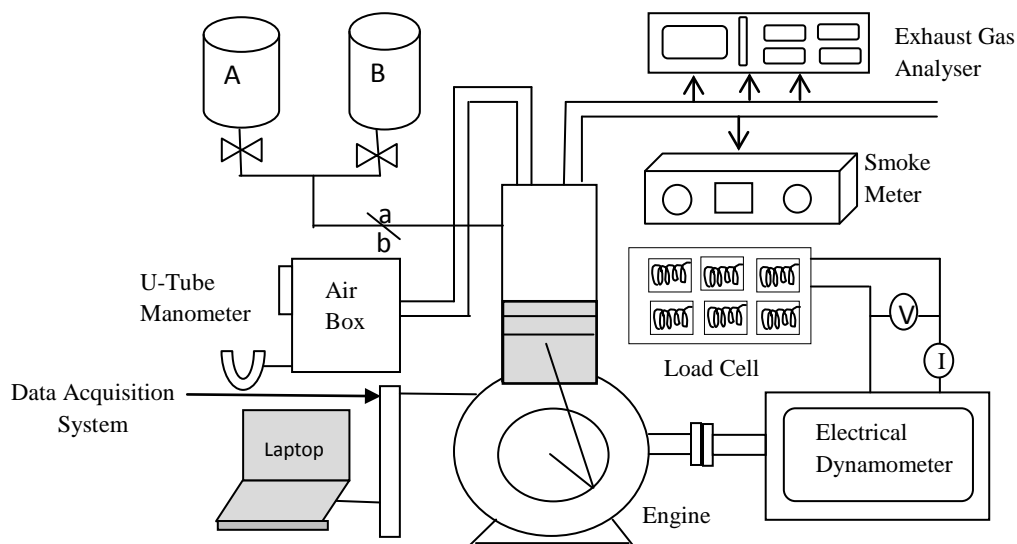 A
B
Exhaust Gas
Analyser
Smoke
Meter
a
b
U-Tube
Manometer
Air
Box
V
I
Load Cell
Data Acquisition
System
Laptop
Electrical
Dynamometer
Engine